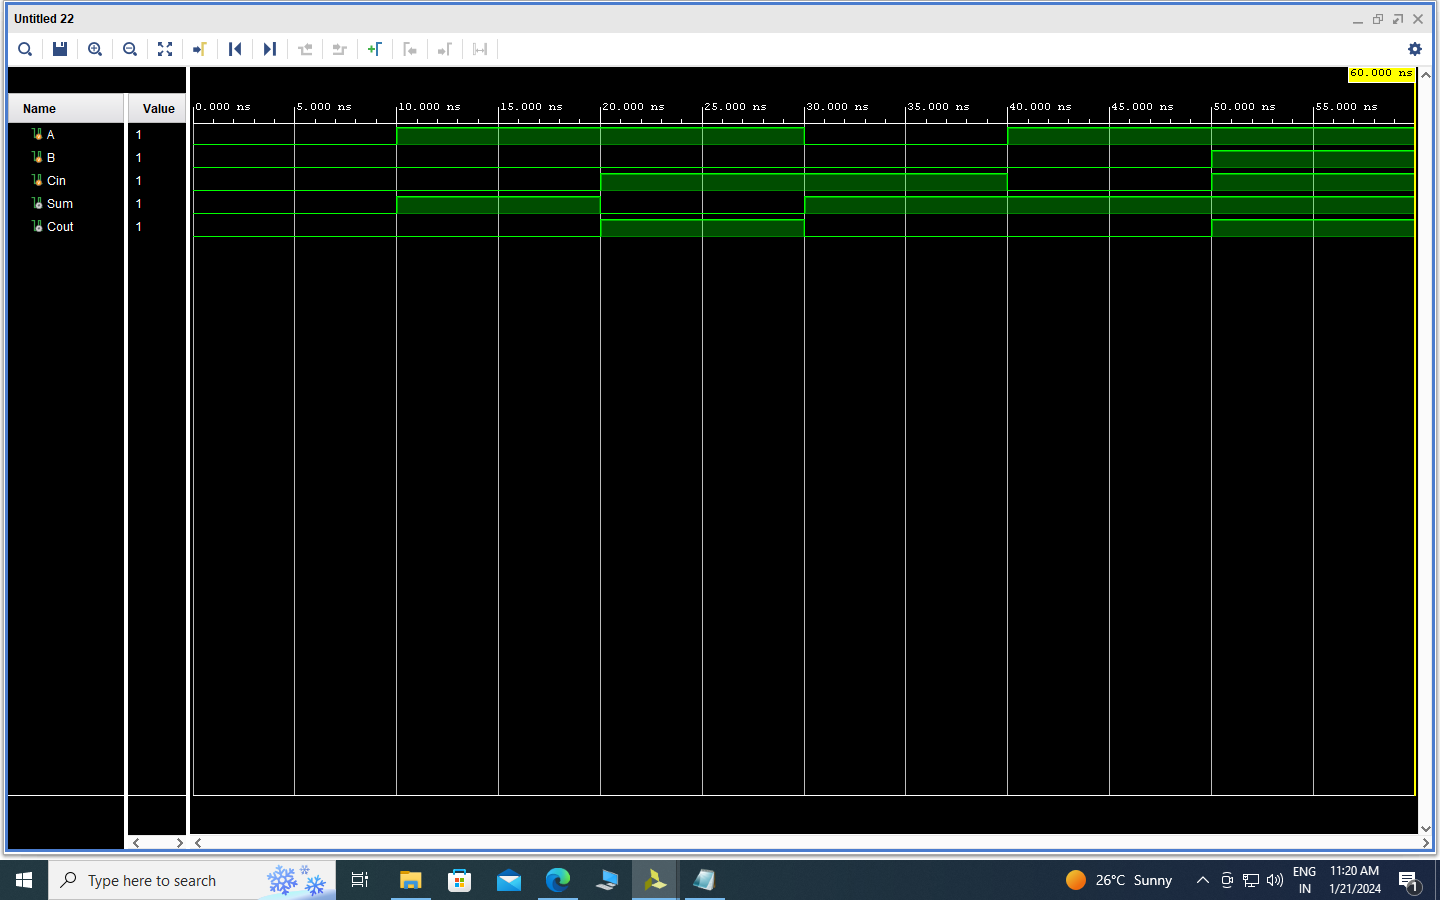 Untitled 22
60.000 ns
Name Value
0.000 ns 5.000 ns 10.000 ns 15.000 ns 20.000 ns 25.000 ns 30.000 ns 35.000 ns 40.000 ns 45.000 ns 50.000 ns 55.000 ns
A 1
B 1
Cin 1
Sum 1
Cout 1
Type here to search
26°C Sunny
ENG
IN
11:20 AM
1/21/2024
1